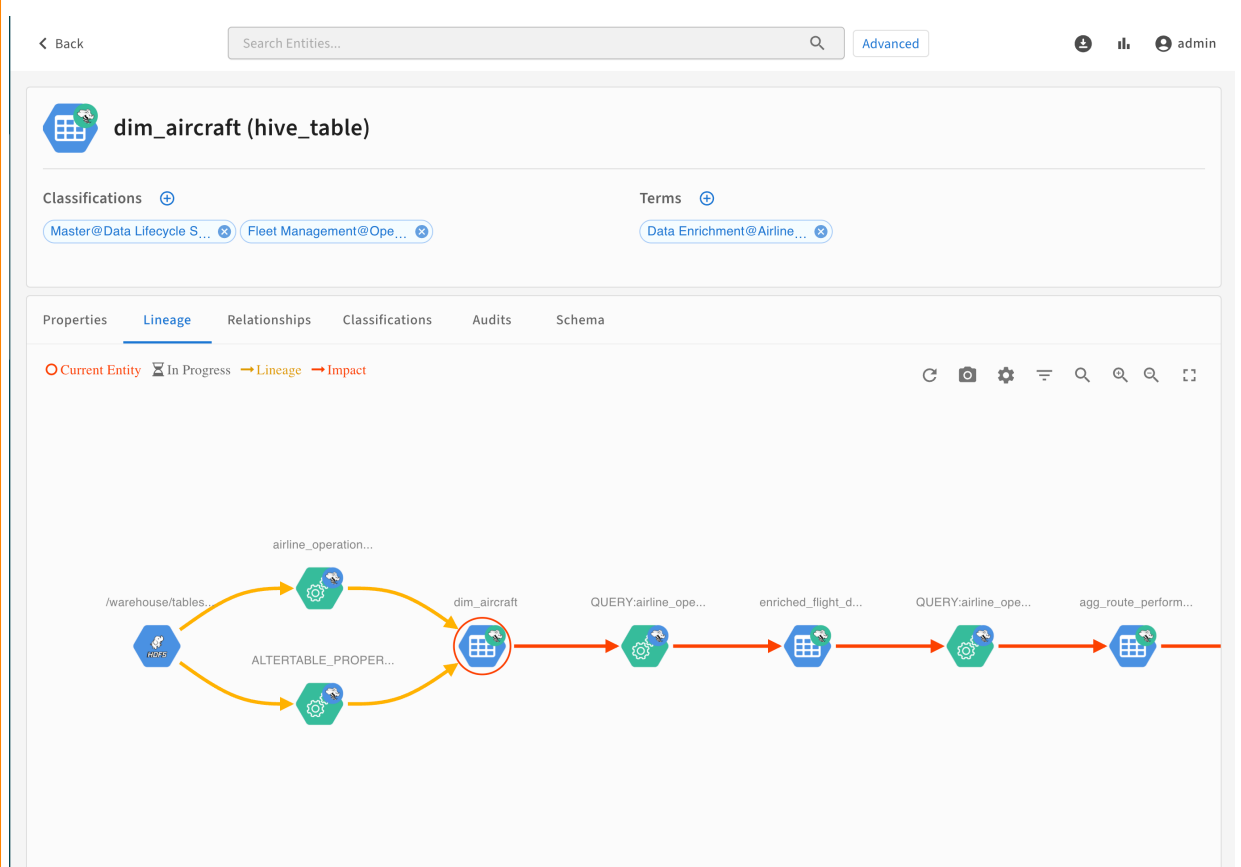 Back
Search Entities...
Advanced
admin
dim_aircraft (hive_table)
Classifications
Terms
Master@Data Lifecycle S...
Fleet Management@Ope...
Data Enrichment@Airline...
Properties
Lineage
Relationships
Classifications
Audits
Schema
Current Entity
In Progress
Lineage
Impact
airline_operation...
/warehouse/tables...
dim_aircraft
QUERY:airline_ope...
enriched_flight_d...
QUERY:airline_ope...
agg_route_perform...
HDFS
ALTERTABLE_PROPER...